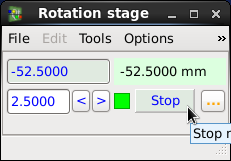 Rotation stage
File Edit Tools Options »
-52.5000 -52.5000 mm
2.5000 < > Stop ...
Stop